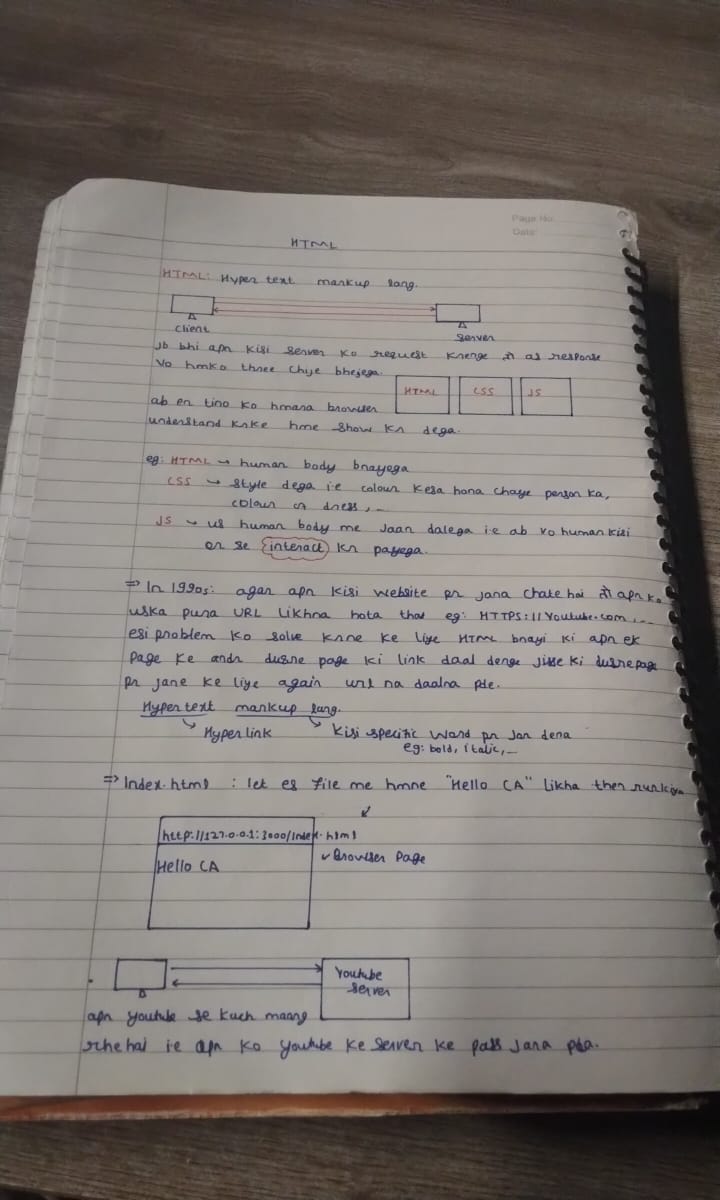 Page No.
Date:
HTML
HTML: Hyper text markup lang.
Client
Server
Jb bhi apn kisi server ko request krenge तो as response
Vo hmko three chije bhejega.
HTML CSS JS
ab en tino ko hmara browser
understand krke hme show kr dega.
eg: HTML → human body bnayega
CSS → style dega i.e colour kesa hona chaye person ka,
colour of dress, ...
JS → us human body me jaan dalega i.e ab vo human kisi
or se interact kr payega.
⇒ In 1990s: agar apn kisi website pr jana chate hai तो apn ko
uska pura URL likhna hota tha eg: HTTPS://Youtube.com, ...
esi problem ko solve krne ke liye HTML bnayi ki apn ek
page ke andr dusre page ki link daal denge jisse ki dusre page
pr jane ke liye again url na daalna pde.
Hyper text markup lang.
Hyper link
Kisi specific word pr jan dena
eg: bold, italic, ...
⇒ Index.html : let es file me hmne "Hello CA" likha then run kiya
http://127.0.0.1:3000/Index.html
Hello CA
Browser Page
Youtube
server
apn youtube se kuch maang
rhe hai i.e apn ko youtube ke server ke pass jana pda.